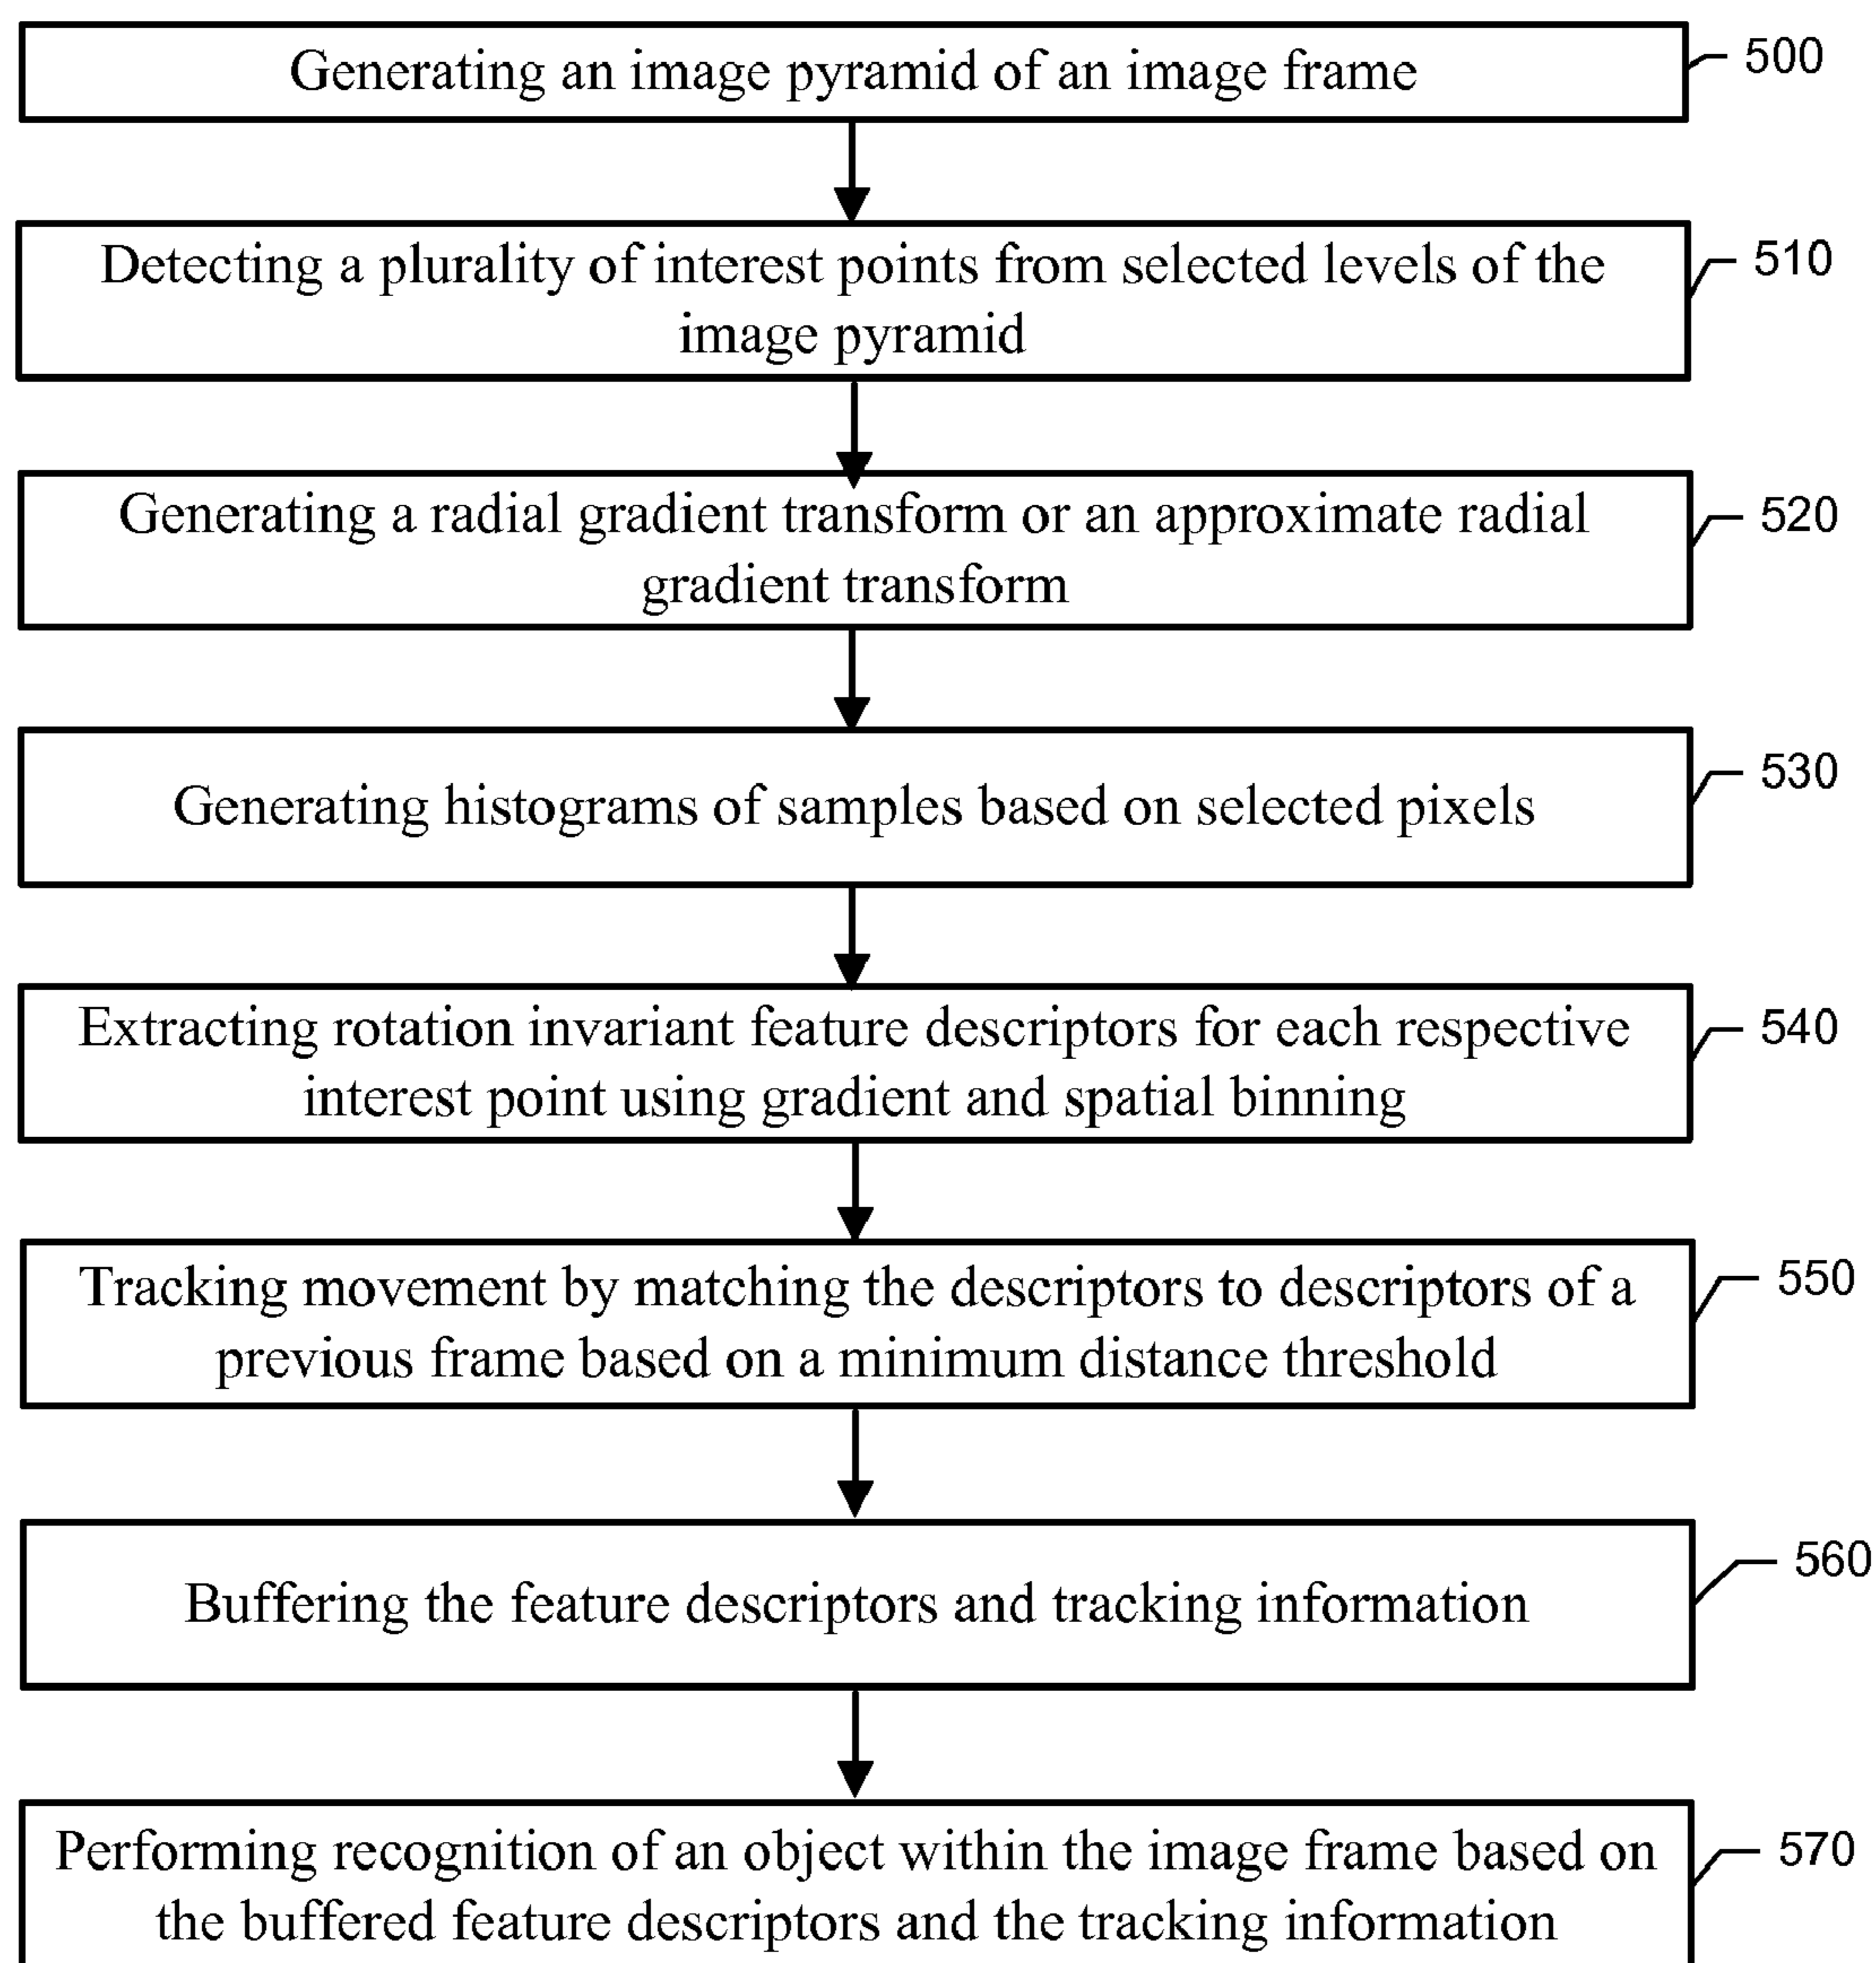 Generating an image pyramid of an image frame
500
Detecting a plurality of interest points from selected levels of the
image pyramid
510
Generating a radial gradient transform or an approximate radial
gradient transform
520
Generating histograms of samples based on selected pixels
530
Extracting rotation invariant feature descriptors for each respective
interest point using gradient and spatial binning
540
Tracking movement by matching the descriptors to descriptors of a
previous frame based on a minimum distance threshold
550
Buffering the feature descriptors and tracking information
560
Performing recognition of an object within the image frame based on
the buffered feature descriptors and the tracking information
570